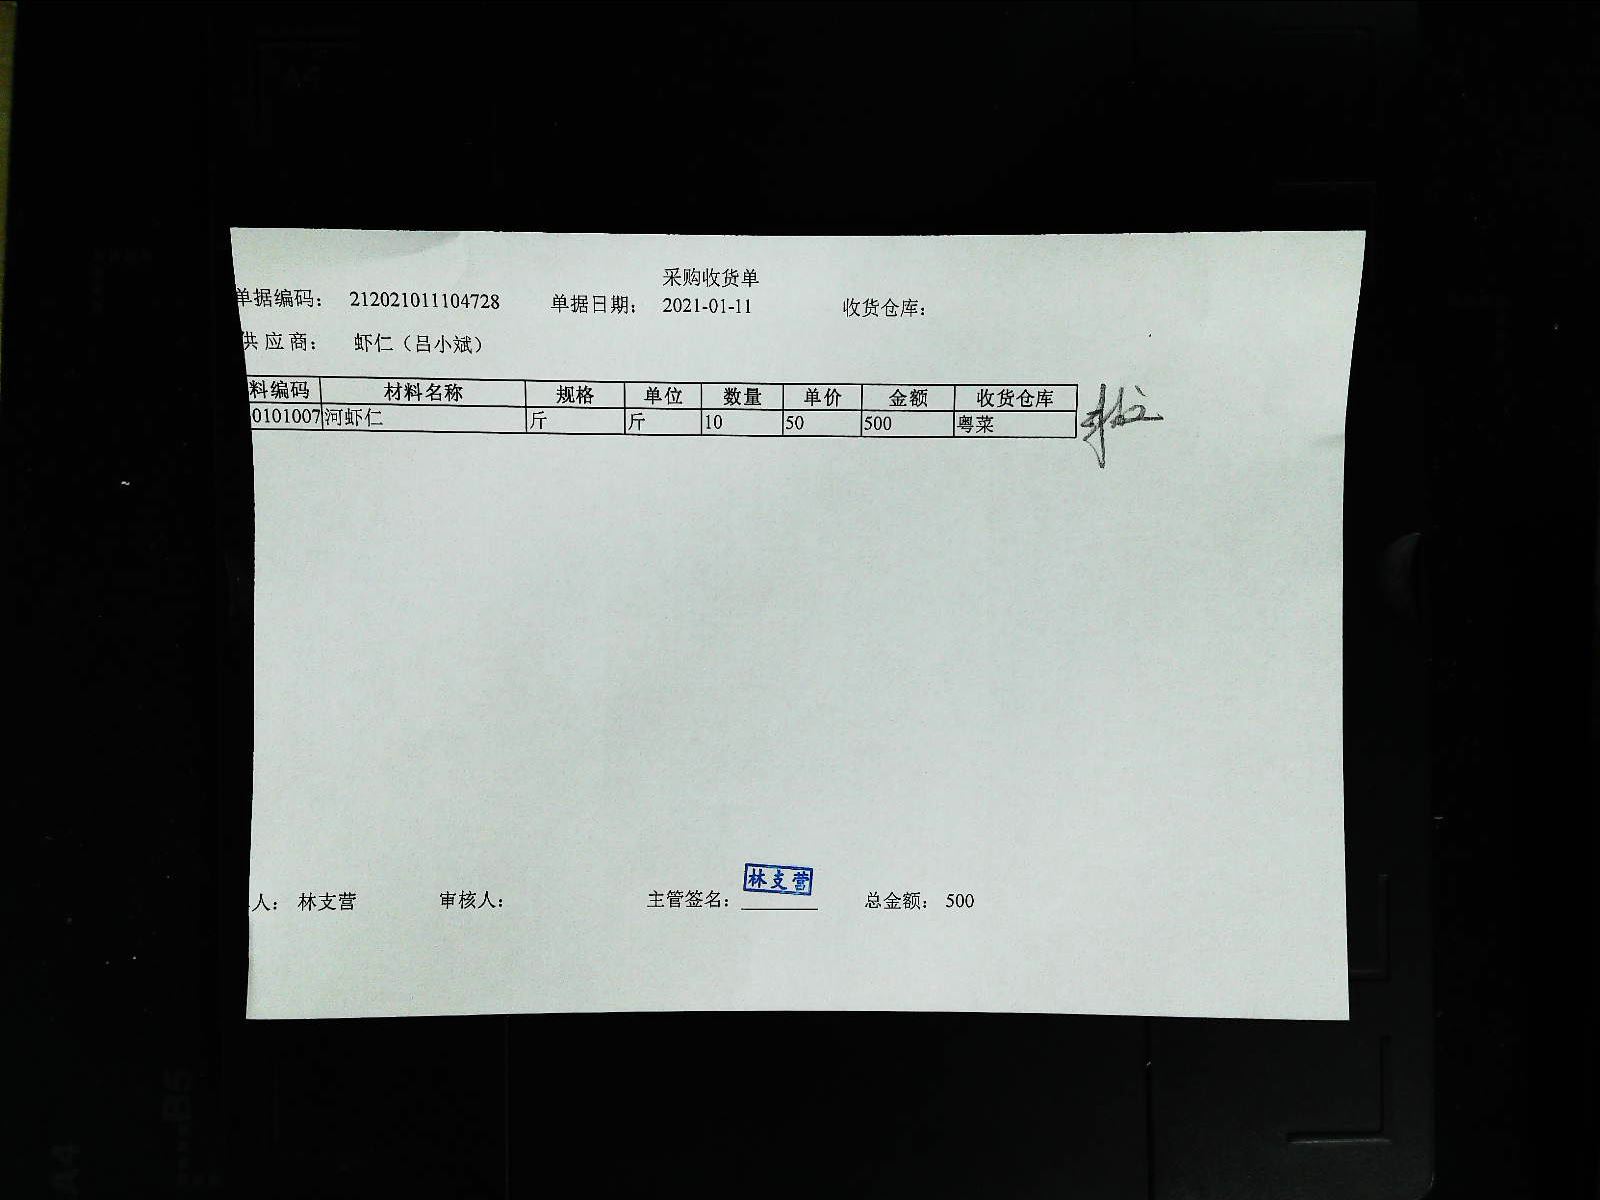 采购收货单
单据编码： 212021011104728 单据日期： 2021-01-11 收货仓库：
供应商： 虾仁（吕小斌）
料编码 材料名称 规格 单位 数量 单价 金额 收货仓库
0101007 河虾仁 斤 斤 10 50 500 粤菜
林支营
人： 林支营 审核人： 主管签名： 总金额： 500